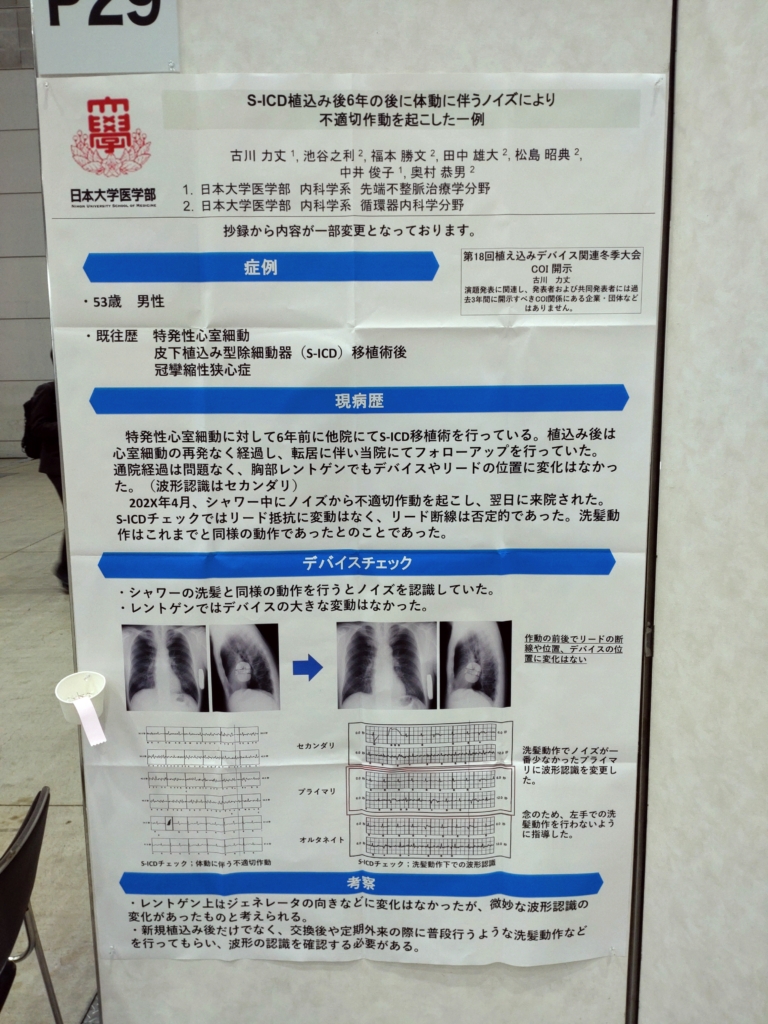 P29
日本大学医学部
NIHON UNIVERSITY SCHOOL OF MEDICINE
S-ICD植込み後6年の後に体動に伴うノイズにより
不適切作動を起こした一例
古川 力丈 1, 池谷之利 2, 福本 勝文 2, 田中 雄大 2, 松島 昭典 2,
中井 俊子 1, 奥村 恭男 2
1. 日本大学医学部 内科学系 先端不整脈治療学分野
2. 日本大学医学部 内科学系 循環器内科学分野
抄録から内容が一部変更となっております。
第18回植え込みデバイス関連冬季大会
COI 開示
古川 力丈
演題発表に関連し、発表者および共同発表者には過
去3年間に開示すべきCOI関係にある企業・団体など
はありません。
症例
・53歳 男性
・既往歴 特発性心室細動
皮下植込み型除細動器（S-ICD）移植術後
冠攣縮性狭心症
現病歴
特発性心室細動に対して6年前に他院にてS-ICD移植術を行っている。植込み後は
心室細動の再発なく経過し、転居に伴い当院にてフォローアップを行っていた。
通院経過は問題なく、胸部レントゲンでもデバイスやリードの位置に変化はなかっ
た。（波形認識はセカンダリ）
202X年4月、シャワー中にノイズから不適切作動を起こし、翌日に来院された。
S-ICDチェックではリード抵抗に変動はなく、リード断線は否定的であった。洗髪動
作はこれまでと同様の動作であったとのことであった。
デバイスチェック
・シャワーの洗髪と同様の動作を行うとノイズを認識していた。
・レントゲンではデバイスの大きな変動はなかった。
作動の前後でリードの断
線や位置、デバイスの位
置に変化はない
セカンダリ
プライマリ
オルタネイト
洗髪動作でノイズが一
番少なかったプライマ
リに波形認識を変更し
た。
念のため、左手での洗
髪動作を行わないよう
に指導した。
S-ICDチェック；体動に伴う不適切作動
S-ICDチェック；洗髪動作下での波形認識
考察
・レントゲン上はジェネレータの向きなどに変化はなかったが、微妙な波形認識の
変化があったものと考えられる。
・新規植込み後だけでなく、交換後や定期外来の際に普段行うような洗髪動作など
を行ってもらい、波形の認識を確認する必要がある。